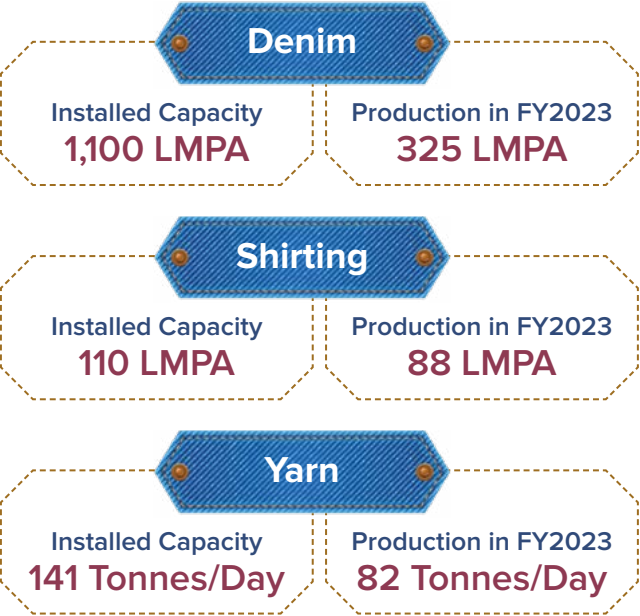 Denim
Installed Capacity
1,100 LMPA
Production in FY2023
325 LMPA
Shirting
Installed Capacity
110 LMPA
Production in FY2023
88 LMPA
Yarn
Installed Capacity
141 Tonnes/Day
Production in FY2023
82 Tonnes/Day